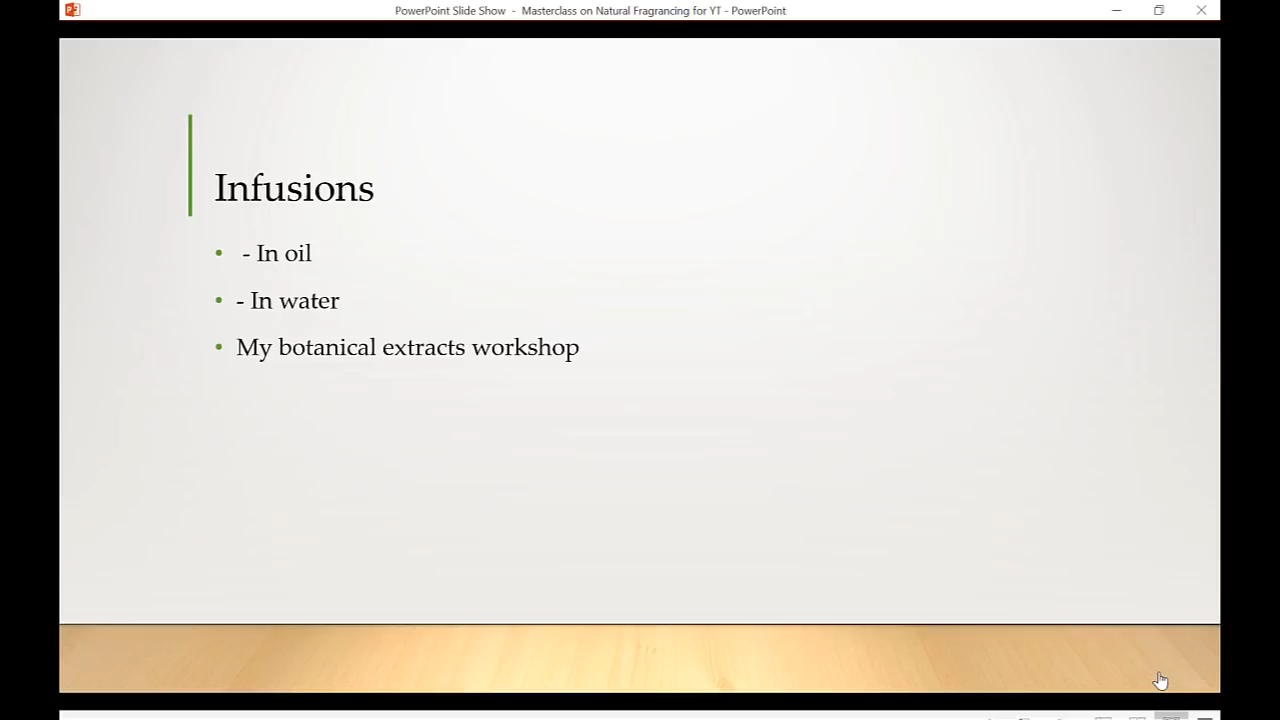 PowerPoint Slide Show - Masterclass on Natural Fragrancing for YT - PowerPoint
Infusions
• - In oil
• - In water
• My botanical extracts workshop